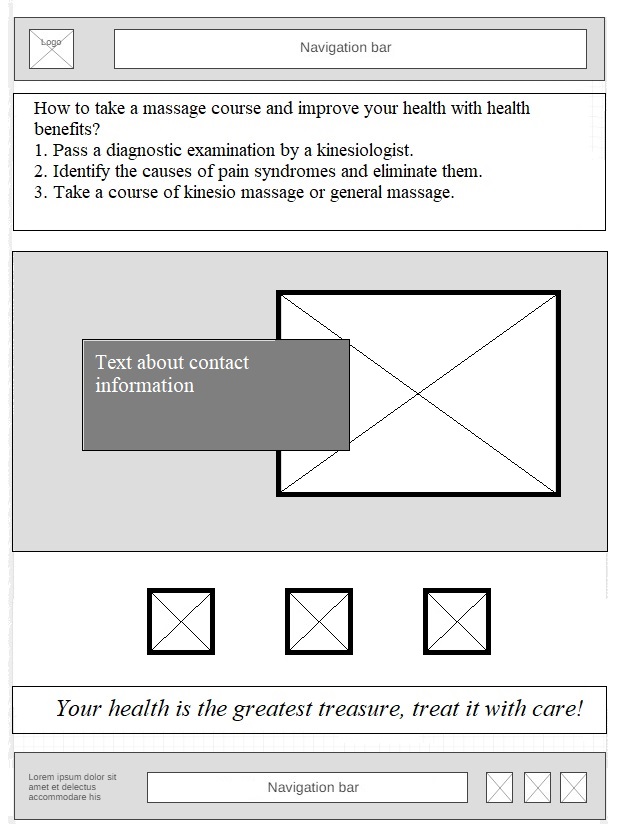 Logo
Navigation bar
How to take a massage course and improve your health with health
benefits?
1. Pass a diagnostic examination by a kinesiologist.
2. Identify the causes of pain syndromes and eliminate them.
3. Take a course of kinesio massage or general massage.
Text about contact
information
Your health is the greatest treasure, treat it with care!
Lorem ipsum dolor sit
amet et delectus
accommodare his
Navigation bar